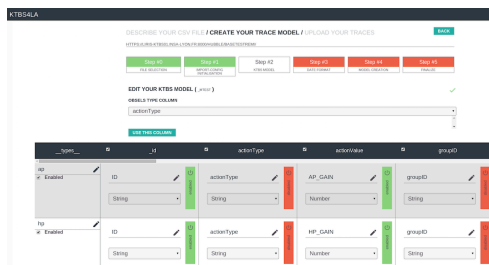 KTBS4LA
DESCRIBE YOUR CSV FILE / CREATE YOUR TRACE MODEL / UPLOAD YOUR TRACES
BACK
Step #0
FILE SELECTION
Step #1
IMPORT CONFIG INITIALISATION
Step #2
KTBS MODEL
Step #3
DATA FORMAT
Step #4
MODEL CREATION
Step #5
FINALIZE
EDIT YOUR KTBS MODEL
OBSELS TYPE COLUMN
actionType
USE THIS COLUMN
__types__ _id actionType actionValue groupID
ap
Enabled
ID actionType AP_GAIN groupID
String String Number String
hp
Enabled
ID actionType HP_GAIN groupID
String String Number String